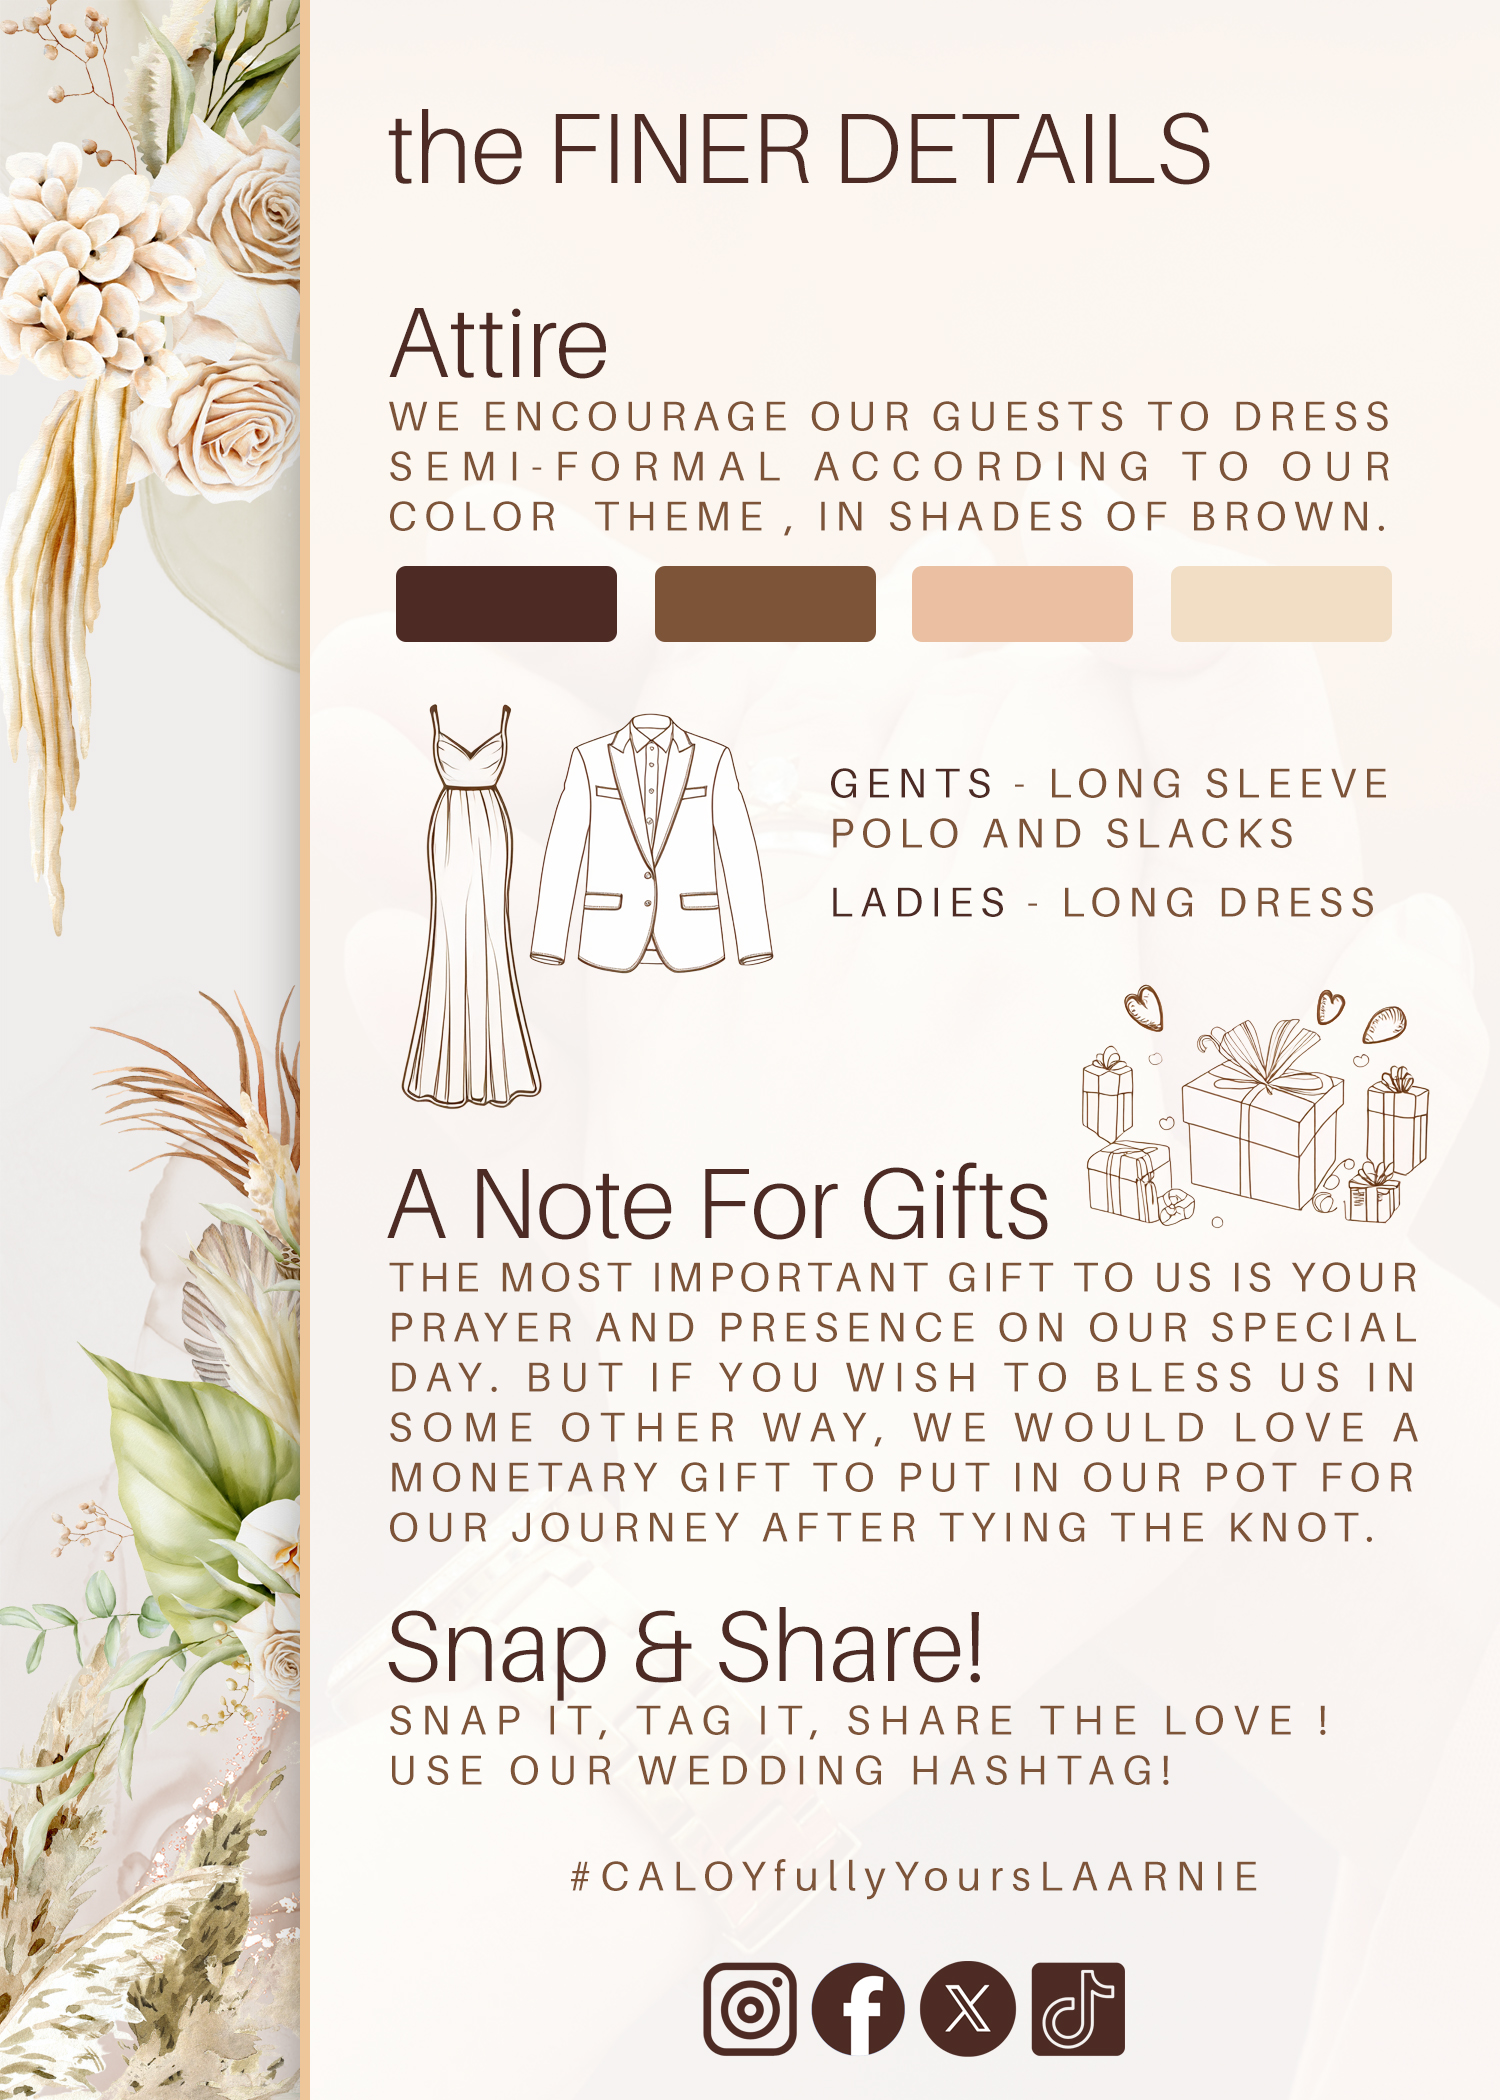 the FINER DETAILS
Attire
WE ENCOURAGE OUR GUESTS TO DRESS
SEMI-FORMAL ACCORDING TO OUR
COLOR THEME , IN SHADES OF BROWN.
GENTS - LONG SLEEVE
POLO AND SLACKS
LADIES - LONG DRESS
A Note For Gifts
THE MOST IMPORTANT GIFT TO US IS YOUR
PRAYER AND PRESENCE ON OUR SPECIAL
DAY. BUT IF YOU WISH TO BLESS US IN
SOME OTHER WAY, WE WOULD LOVE A
MONETARY GIFT TO PUT IN OUR POT FOR
OUR JOURNEY AFTER TYING THE KNOT.
Snap & Share!
SNAP IT, TAG IT, SHARE THE LOVE !
USE OUR WEDDING HASHTAG!
#CALOYfullyYoursLAARNIE